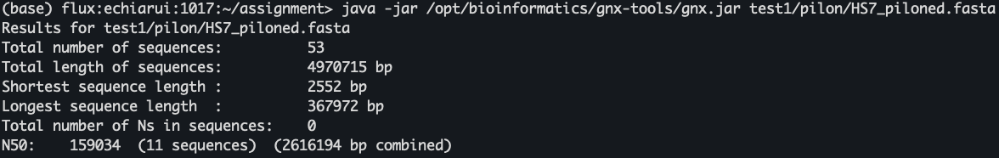 (base) flux:echiarui:1017:~/assignment> java -jar /opt/bioinformatics/gnx-tools/gnx.jar test1/pilon/HS7_piloned.fasta
Results for test1/pilon/HS7_piloned.fasta
Total number of sequences: 53
Total length of sequences: 4970715 bp
Shortest sequence length : 2552 bp
Longest sequence length : 367972 bp
Total number of Ns in sequences: 0
N50: 159034 (11 sequences) (2616194 bp combined)